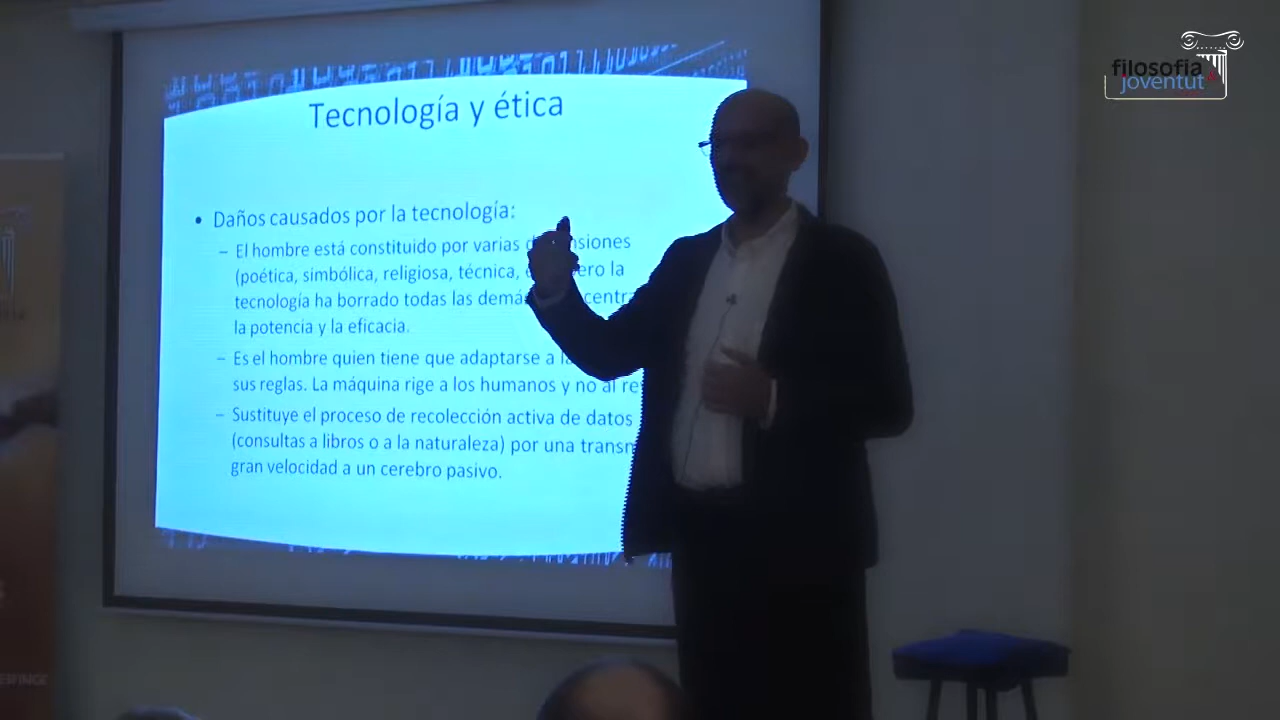 filosofia
joventut
Tecnología y ética
• Daños causados por la tecnología:
– El hombre está constituido por varias
(poética, simbólica, religiosa, técnica, pero la
tecnología ha borrado todas las
la potencia y la eficacia.
– Es el hombre quien tiene que adaptarse a
sus reglas. La máquina rige a los humanos y no al
– Sustituye el proceso de recolección activa de datos
(consultas a libros o a la naturaleza) por una
gran velocidad a un cerebro pasivo.